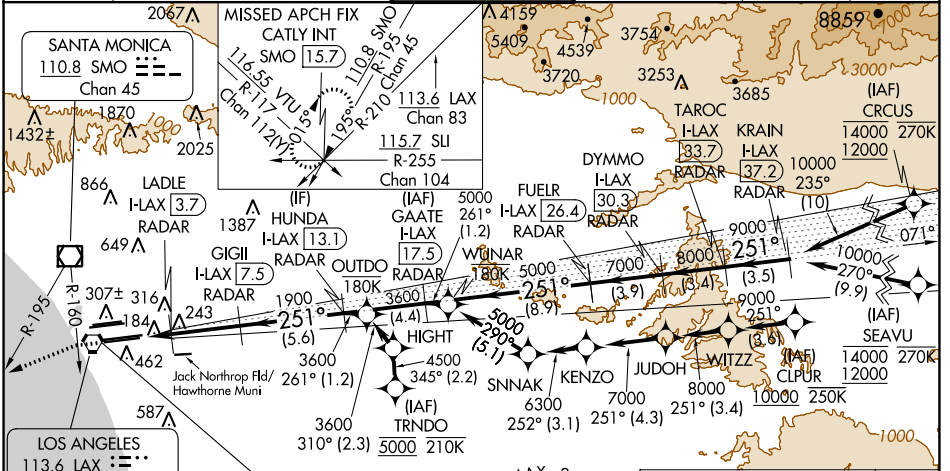 2067
SANTA MONICA
110.8 SMO
Chan 45
1432±
1870
1000
2025
MISSED APCH FIX
CATLY INT
SMO 15.7
110.8 SMO
R-195
Chan 45
R-210
116.55 VTU
R-117
Chan 112(Y)
015°
195°
113.6 LAX
Chan 83
115.7 SLI
R-255
Chan 104
4159
5409
4539
3720
3754
3253
3685
8859
7000
3000
1000
1000
(IAF)
CRCUS
14000 270K
12000
TAROC
I-LAX
33.7
RADAR
KRAIN
I-LAX
37.2
RADAR
10000
235°
(10)
DYMMO
I-LAX
30.3
RADAR
FUELR
I-LAX 26.4
RADAR
5000
261°
(1.2)
WUNAR
180K
(IAF)
GAATE
I-LAX
17.5
RADAR
(IF)
HUNDA
I-LAX 13.1
RADAR
OUTDO
180K
1387
GIGII
I-LAX 7.5
RADAR
LADLE
I-LAX 3.7
RADAR
866
649
307±
316
184
243
462
587
R-195
R-160
1900
251°
(5.6)
3600
(4.4)
5000
251°
(8.9)
7000
(3.9)
8000
(3.4)
9000
251°
(3.5)
071°
10000
270°
(9.9)
(IAF)
SEAVU
14000 270K
12000
9000
251°
(3.6)
(IAF)
CLPUR
10000 250K
WITZZ
8000
251° (3.4)
JUDOH
7000
251° (4.3)
KENZO
6300
252° (3.1)
SNNAK
5000
290°
(5.1)
HIGHT
4500
345° (2.2)
(IAF)
TRNDO
5000 210K
3600
261° (1.2)
3600
310° (2.3)
Jack Northrop Fld/
Hawthorne Muni
LOS ANGELES
113.6 LAX
1000